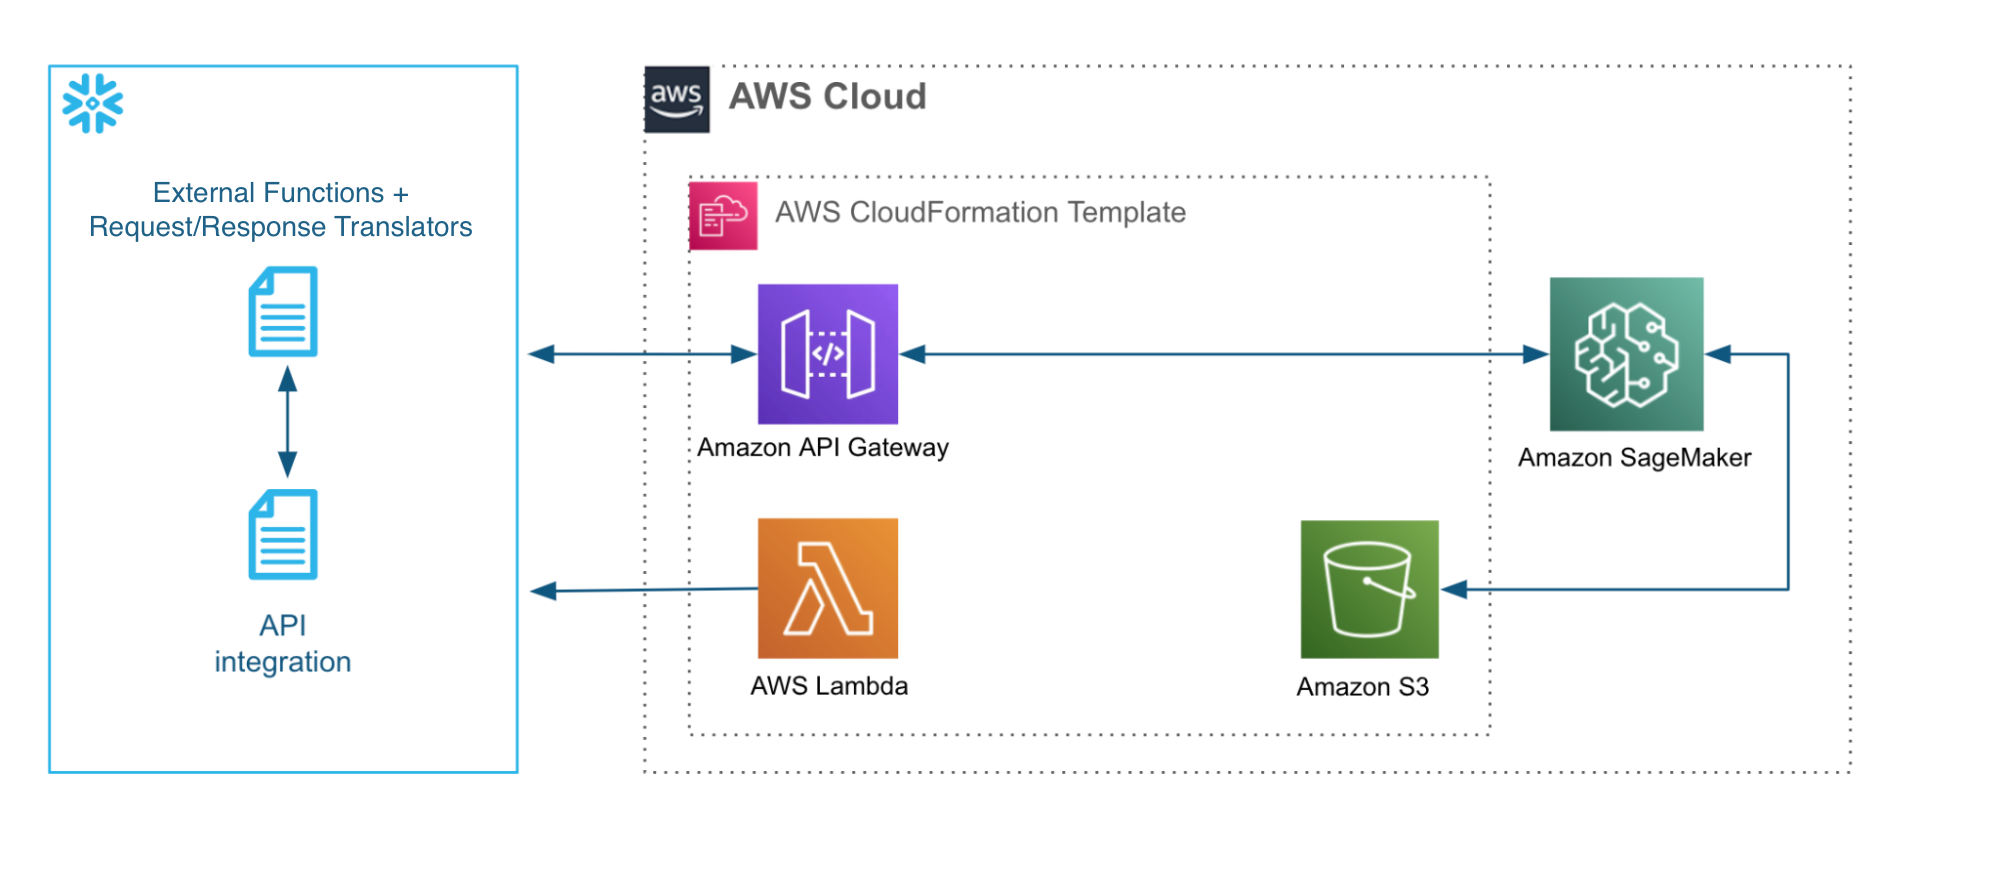 External Functions +
Request/Response Translators
API
integration
aws
AWS Cloud
AWS CloudFormation Template
Amazon API Gateway
Amazon SageMaker
AWS Lambda
Amazon S3